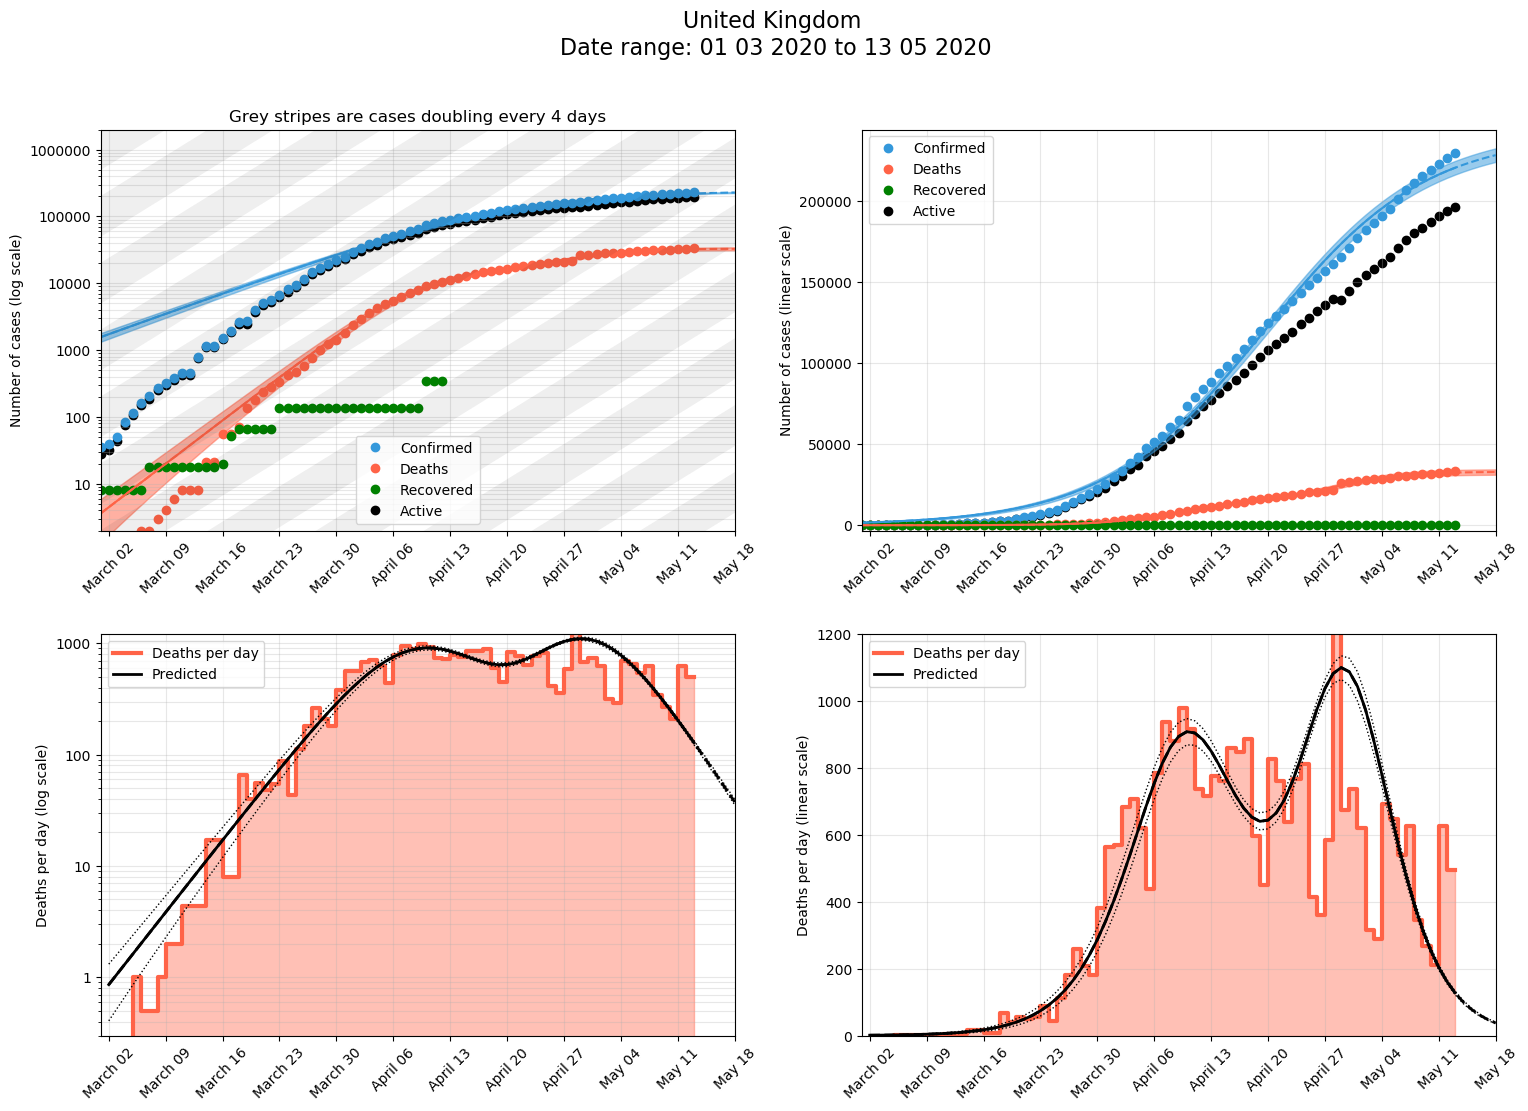 United Kingdom
Date range: 01 03 2020 to 13 05 2020
Grey stripes are cases doubling every 4 days
Number of cases (log scale)
1000000
100000
10000
1000
100
10
Confirmed
Deaths
Recovered
Active
March 02
March 09
March 16
March 23
March 30
April 06
April 13
April 20
April 27
May 04
May 11
May 18
Number of cases (linear scale)
200000
150000
100000
50000
0
Confirmed
Deaths
Recovered
Active
March 02
March 09
March 16
March 23
March 30
April 06
April 13
April 20
April 27
May 04
May 11
May 18
Deaths per day (log scale)
1000
100
10
1
Deaths per day
Predicted
March 02
March 09
March 16
March 23
March 30
April 06
April 13
April 20
April 27
May 04
May 11
May 18
Deaths per day (linear scale)
1200
1000
800
600
400
200
0
Deaths per day
Predicted
March 02
March 09
March 16
March 23
March 30
April 06
April 13
April 20
April 27
May 04
May 11
May 18